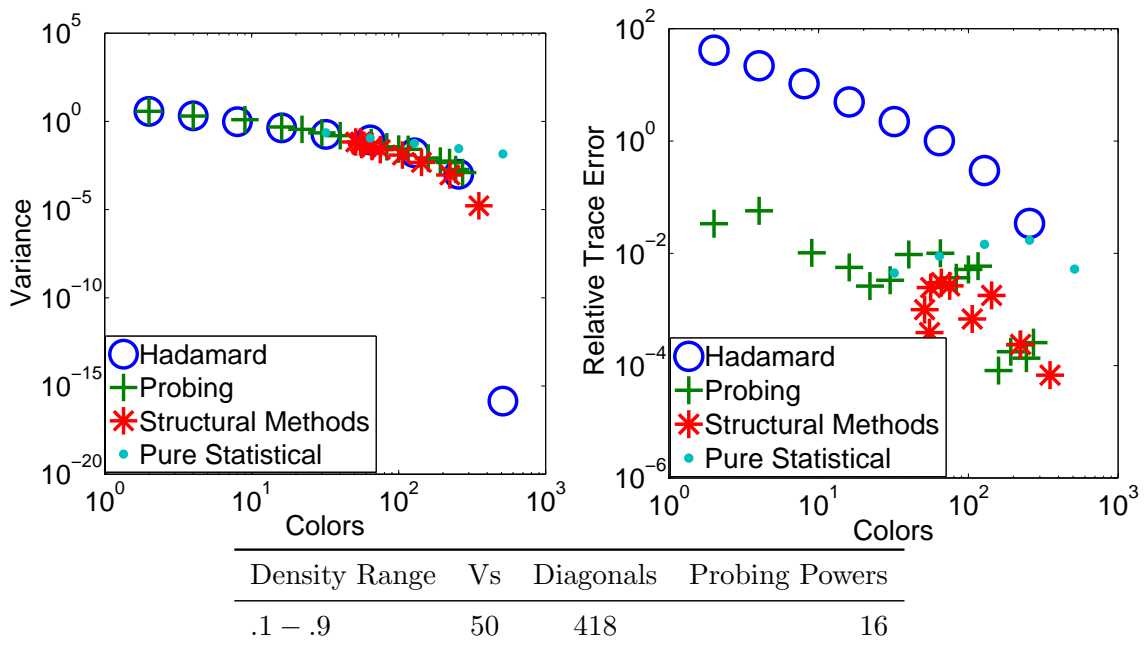 10^5
10^0
10^−5
10^−10
10^−15
10^−20
Variance
Hadamard
Probing
Structural Methods
Pure Statistical
10^0 10^1 10^2 10^3
Colors
10^2
10^0
10^−2
10^−4
10^−6
Relative Trace Error
Hadamard
Probing
Structural Methods
Pure Statistical
10^0 10^1 10^2 10^3
Colors
Density Range Vs Diagonals Probing Powers
.1 − .9 50 418 16